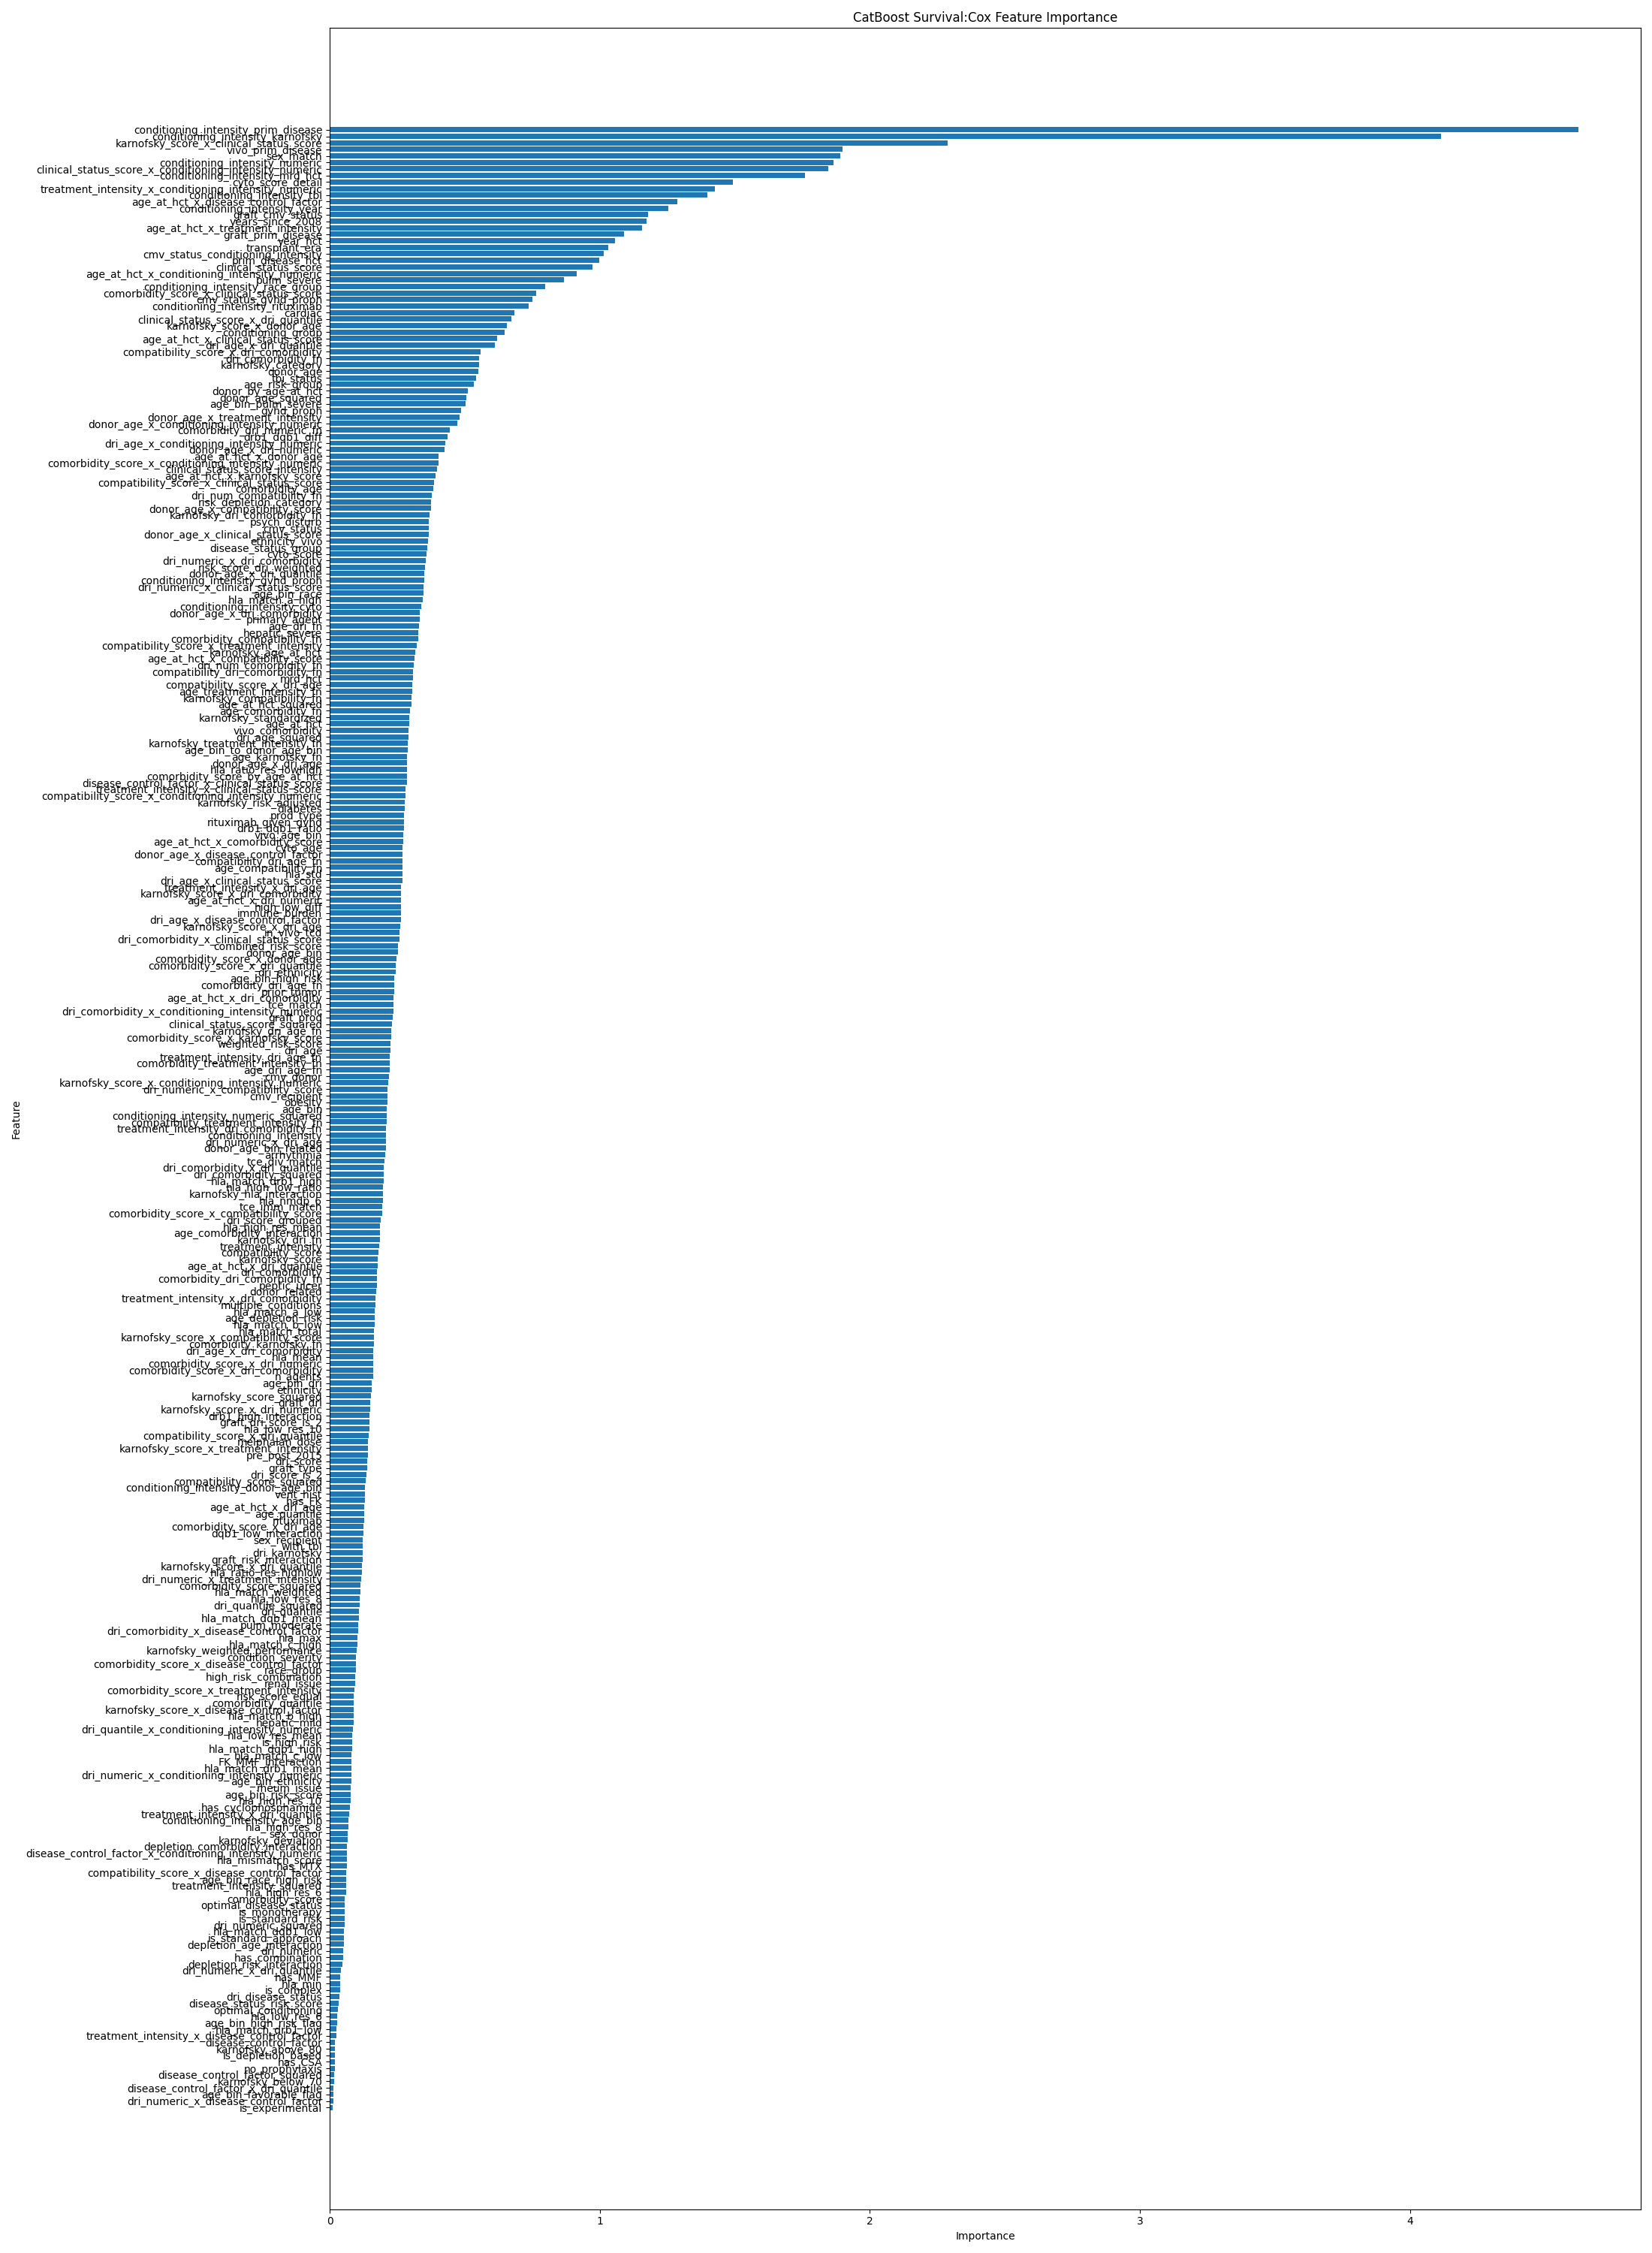 CatBoost Survival:Cox Feature Importance
conditioning_intensity_prim_disease
conditioning_intensity_karnofsky
karnofsky_score_x_clinical_status_score
vivo_prim_disease
sex_match
conditioning_intensity_numeric
clinical_status_score_x_conditioning_intensity_numeric
conditioning_intensity_mrg_hct
cyto_score_detail
treatment_intensity_x_conditioning_intensity_numeric
conditioning_intensity_tbi
age_at_hct_x_disease_control_factor
conditioning_intensity_year
graft_cmv_status
years_since_2008
age_at_hct_x_treatment_intensity
graft_prim_disease
year_hct
transplant_era
cmv_status_conditioning_intensity
prim_disease_hct
clinical_status_score
age_at_hct_x_conditioning_intensity_numeric
pulm_severe
conditioning_intensity_race_group
comorbidity_score_x_clinical_status_score
cmv_status_gvhd_proph
conditioning_intensity_rituximab
cardiac
clinical_status_score_x_dri_quantile
karnofsky_score_x_donor_age
conditioning_group
age_at_hct_x_clinical_status_score
dri_age_x_dri_quantile
compatibility_score_x_dri_comorbidity
dri_comorbidity_fn
karnofsky_category
donor_age
tbi_status
age_risk_group
donor_by_age_at_hct
donor_age_squared
age_bin_pulm_severe
gvhd_proph
donor_age_x_treatment_intensity
donor_age_x_conditioning_intensity_numeric
comorbidity_dri_numeric_fn
drb1_dqb1_diff
dri_age_x_conditioning_intensity_numeric
donor_age_x_dri_numeric
age_at_hct_x_donor_age
comorbidity_score_x_conditioning_intensity_numeric
clinical_status_score_intensity
age_at_hct_x_karnofsky_score
compatibility_score_x_clinical_status_score
comorbidity_age
dri_num_compatibility_fn
risk_depletion_category
donor_age_x_compatibility_score
karnofsky_dri_comorbidity_fn
psych_disturb
cmv_status
donor_age_x_clinical_status_score
ethnicity_vivo
disease_status_group
cyto_score
dri_numeric_x_dri_comorbidity
risk_score_dri_weighted
donor_age_x_dri_quantile
conditioning_intensity_gvhd_proph
dri_numeric_x_clinical_status_score
age_bin_race
hla_match_a_high
conditioning_intensity_cyto
donor_age_x_dri_comorbidity
primary_agent
age_dri_fn
hepatic_severe
comorbidity_compatibility_fn
compatibility_score_x_treatment_intensity
karnofsky_age_at_hct
age_at_hct_x_compatibility_score
dri_num_comorbidity_fn
compatibility_dri_comorbidity_fn
mrd_hct
compatibility_score_x_dri_age
age_treatment_intensity_fn
karnofsky_compatibility_fn
age_at_hct_squared
age_comorbidity_fn
karnofsky_standardized
age_at_hct
vivo_comorbidity
dri_age_squared
karnofsky_treatment_intensity_fn
age_bin_to_donor_age_bin
age_karnofsky_fn
donor_age_x_dri_age
hla_ratio_res_lowhigh
comorbidity_score_by_age_at_hct
disease_control_factor_x_clinical_status_score
treatment_intensity_x_clinical_status_score
compatibility_score_x_conditioning_intensity_numeric
karnofsky_risk_adjusted
diabetes
prod_type
rituximab_given_gvhd
drb1_dqb1_ratio
vivo_age_bin
age_at_hct_x_comorbidity_score
cyto_age
donor_age_x_disease_control_factor
compatibility_dri_age_fn
age_compatibility_fn
hla_std
dri_age_x_clinical_status_score
treatment_intensity_x_dri_age
karnofsky_score_x_dri_comorbidity
age_at_hct_x_dri_numeric
high_low_diff
immune_burden
dri_age_x_disease_control_factor
karnofsky_score_x_dri_age
in_vivo_tcd
dri_comorbidity_x_clinical_status_score
combined_risk_score
donor_age_bin
comorbidity_score_x_donor_age
comorbidity_score_x_dri_quantile
dri_ethnicity
age_bin_high_risk
comorbidity_dri_age_fn
prior_tumor
age_at_hct_x_dri_comorbidity
tce_match
dri_comorbidity_x_conditioning_intensity_numeric
graft_prod
clinical_status_score_squared
karnofsky_dri_age_fn
comorbidity_score_x_karnofsky_score
weighted_risk_score
dri_age
treatment_intensity_dri_age_fn
comorbidity_treatment_intensity_fn
age_dri_age_fn
cmv_donor
karnofsky_score_x_conditioning_intensity_numeric
dri_numeric_x_compatibility_score
cmv_recipient
obesity
age_bin
conditioning_intensity_numeric_squared
compatibility_treatment_intensity_fn
treatment_intensity_dri_comorbidity_fn
conditioning_intensity
dri_numeric_x_dri_age
donor_age_bin_related
arrhythmia
tce_div_match
dri_comorbidity_x_dri_quantile
dri_comorbidity_squared
hla_match_drb1_high
hla_high_low_ratio
karnofsky_hla_interaction
hla_nmdp_6
tce_imm_match
comorbidity_score_x_compatibility_score
dri_score_grouped
hla_high_res_mean
age_comorbidity_interaction
karnofsky_dri_fn
treatment_intensity
compatibility_score
karnofsky_score
age_at_hct_x_dri_quantile
dri_comorbidity
comorbidity_dri_comorbidity_fn
peptic_ulcer
donor_related
treatment_intensity_x_dri_comorbidity
multiple_conditions
hla_match_a_low
age_depletion_risk
hla_match_b_low
hla_match_total
karnofsky_score_x_compatibility_score
comorbidity_karnofsky_fn
dri_age_x_dri_comorbidity
hla_mean
comorbidity_score_x_dri_numeric
comorbidity_score_x_dri_comorbidity
n_agents
age_bin_dri
ethnicity
karnofsky_score_squared
graft_dri
karnofsky_score_x_dri_numeric
drb1_high_interaction
graft_dri_score_is_2
hla_low_res_10
compatibility_score_x_dri_quantile
melphalan_dose
karnofsky_score_x_treatment_intensity
pre_post_2015
dri_score
graft_type
dri_score_is_2
compatibility_score_squared
conditioning_intensity_donor_age_bin
vent_hist
has_FK
age_at_hct_x_dri_age
age_quantile
rituximab
comorbidity_score_x_dri_age
dqb1_low_interaction
sex_recipient
with_tbi
dri_karnofsky
graft_risk_interaction
karnofsky_score_x_dri_quantile
hla_ratio_res_highlow
dri_numeric_x_treatment_intensity
comorbidity_score_squared
hla_match_weighted
hla_low_res_8
dri_quantile_squared
dri_quantile
hla_match_dqb1_mean
pulm_moderate
dri_comorbidity_x_disease_control_factor
hla_max
hla_match_c_high
karnofsky_weighted_performance
condition_severity
comorbidity_score_x_disease_control_factor
race_group
high_risk_combination
renal_issue
comorbidity_score_x_treatment_intensity
risk_score_equal
comorbidity_quantile
karnofsky_score_x_disease_control_factor
hla_match_b_high
hepatic_mild
dri_quantile_x_conditioning_intensity_numeric
hla_low_res_mean
is_high_risk
hla_match_dqb1_high
hla_match_c_low
FK_MMF_interaction
hla_match_drb1_mean
dri_numeric_x_conditioning_intensity_numeric
age_bin_ethnicity
rheum_issue
age_bin_risk_score
hla_high_res_10
has_cyclophosphamide
treatment_intensity_x_dri_quantile
conditioning_intensity_age_bin
hla_high_res_8
sex_donor
karnofsky_deviation
depletion_comorbidity_interaction
disease_control_factor_x_conditioning_intensity_numeric
hla_mismatch_score
has_MTX
compatibility_score_x_disease_control_factor
age_bin_race_high_risk
treatment_intensity_squared
hla_high_res_6
comorbidity_score
optimal_disease_status
is_monotherapy
is_standard_risk
dri_numeric_squared
hla_match_dqb1_low
is_standard_approach
depletion_age_interaction
dri_numeric
has_combination
depletion_risk_interaction
dri_numeric_x_dri_quantile
has_MMF
hla_min
is_complex
dri_disease_status
disease_status_risk_score
optimal_conditioning
hla_low_res_6
age_bin_high_risk_flag
hla_match_drb1_low
treatment_intensity_x_disease_control_factor
disease_control_factor
karnofsky_above_80
is_depletion_based
has_CSA
no_prophylaxis
disease_control_factor_squared
karnofsky_below_70
disease_control_factor_x_dri_quantile
age_bin_favorable_flag
dri_numeric_x_disease_control_factor
is_experimental
Feature
0 1 2 3 4
Importance